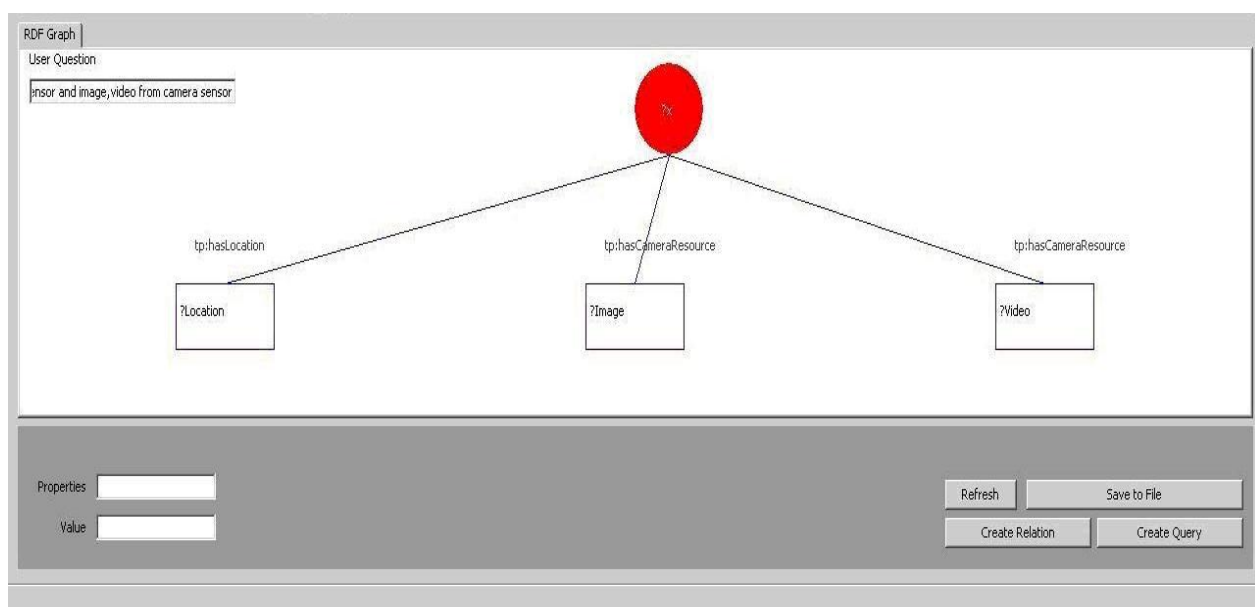 RDF Graph
User Question
ensor and image,video from camera sensor
?x
tp:hasLocation
tp:hasCameraResource
tp:hasCameraResource
?Location
?Image
?Video
Properties
Value
Refresh
Save to File
Create Relation
Create Query